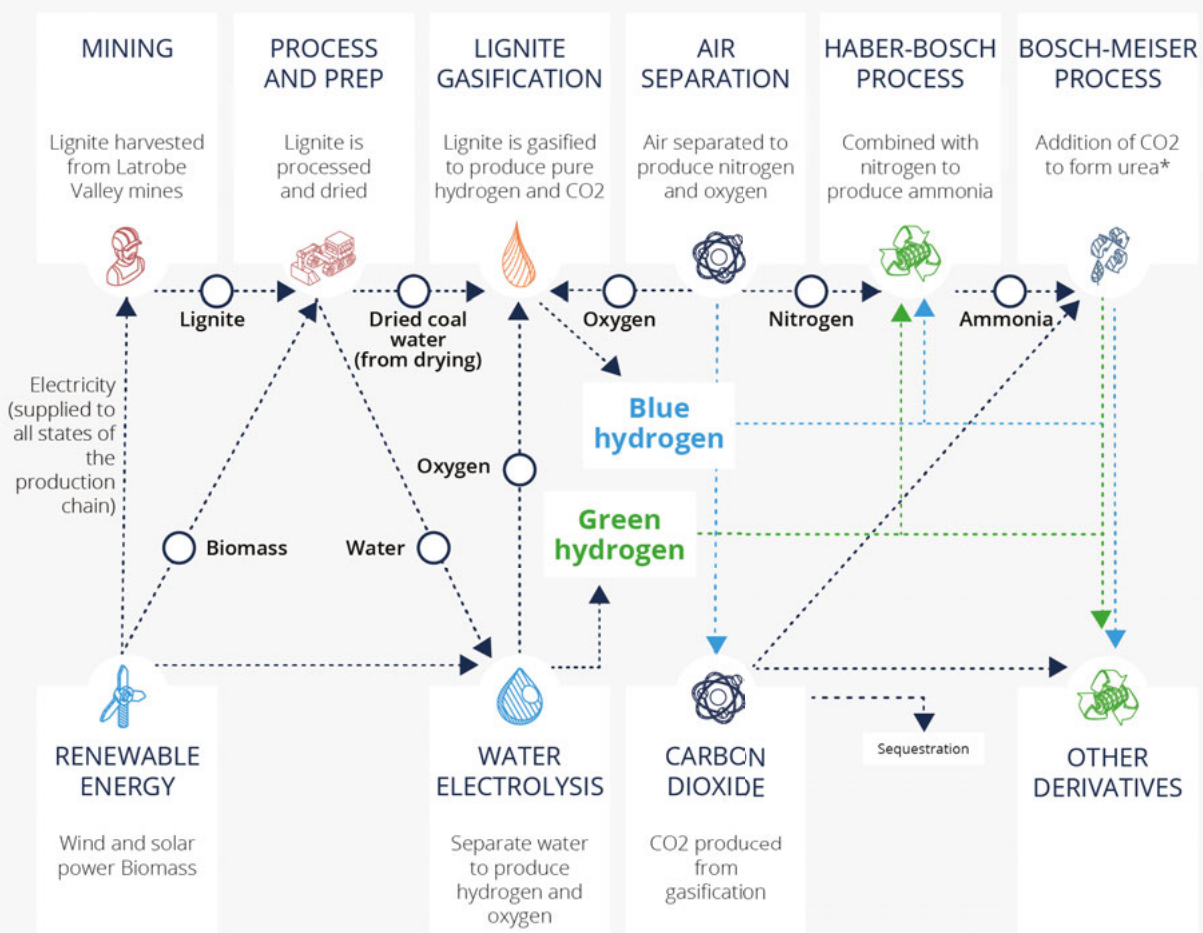 MINING
Lignite harvested
from Latrobe
Valley mines
PROCESS
AND PREP
Lignite is
processed
and dried
LIGNITE
GASIFICATION
Lignite is gasified
to produce pure
hydrogen and CO2
AIR
SEPARATION
Air separated to
produce nitrogen
and oxygen
HABER-BOSCH
PROCESS
Combined with
nitrogen to
produce ammonia
BOSCH-MEISER
PROCESS
Addition of CO2
to form urea*
Lignite
Dried coal
water
(from drying)
Oxygen
Nitrogen
Ammonia
Electricity
(supplied to
all states of
the
production
chain)
Blue
hydrogen
Oxygen
Green
hydrogen
Biomass
Water
RENEWABLE
ENERGY
Wind and solar
power Biomass
WATER
ELECTROLYSIS
Separate water
to produce
hydrogen and
oxygen
CARBON
DIOXIDE
CO2 produced
from
gasification
Sequestration
OTHER
DERIVATIVES